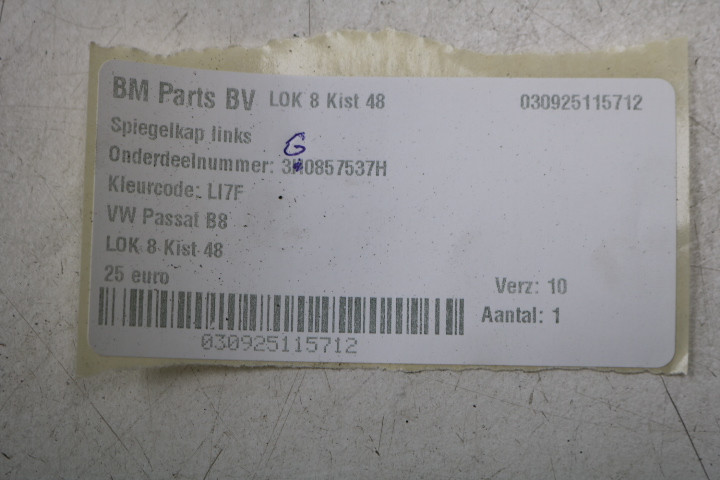 BM Parts BV LOK 8 Kist 48 030925115712
Spiegelkap links
G
Onderdeelnummer: 3M0857537H
Kleurcode: LI7F
VW Passat B8
LOK 8 Kist 48
25 euro
Verz: 10
Aantal: 1
030925115712